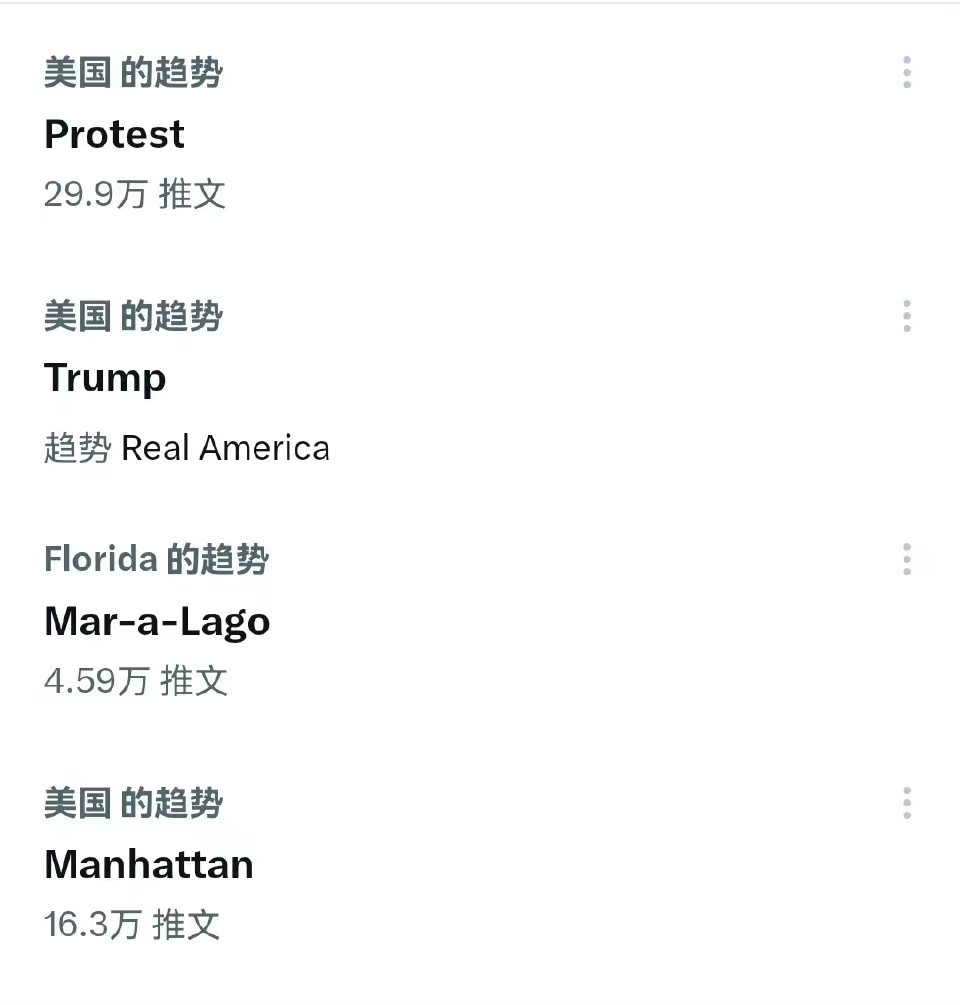 美国 的趋势
Protest
29.9万 推文
美国 的趋势
Trump
趋势 Real America
Florida 的趋势
Mar-a-Lago
4.59万 推文
美国 的趋势
Manhattan
16.3万 推文